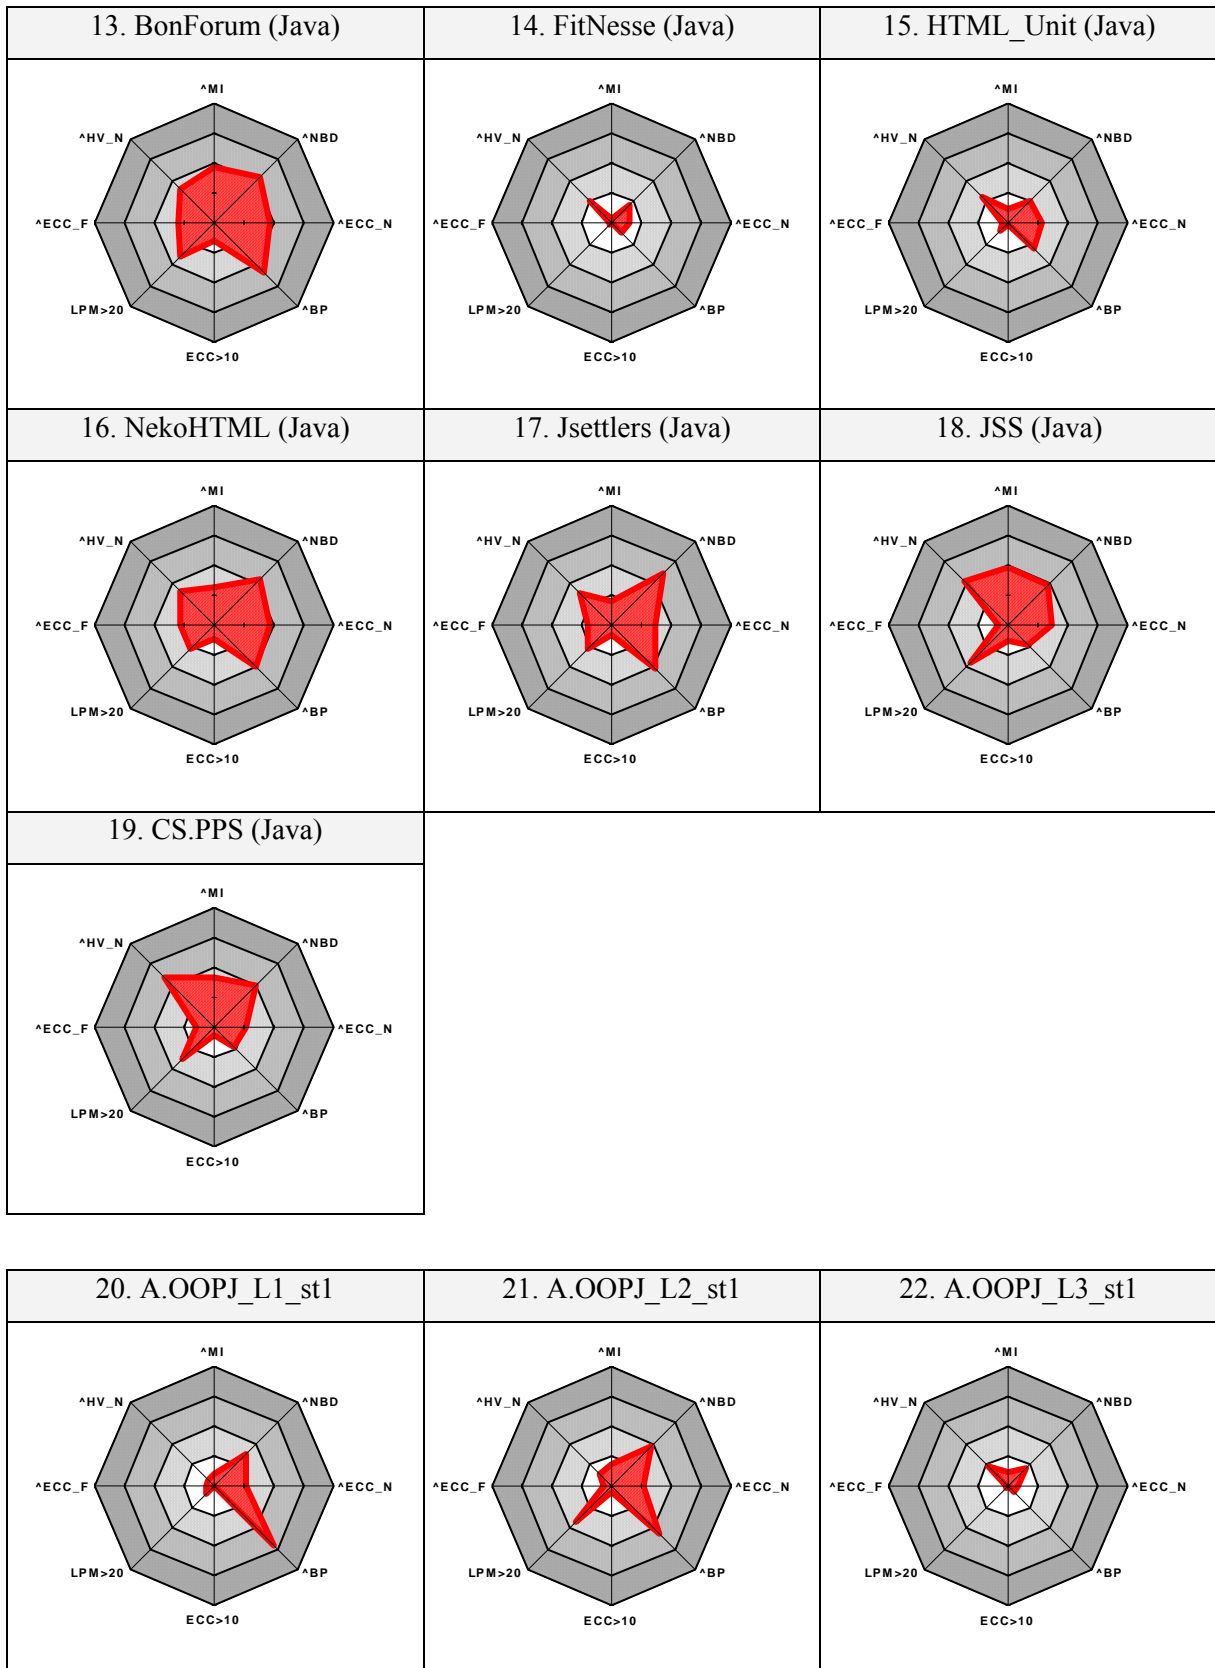 13. BonForum (Java)
14. FitNesse (Java)
15. HTML_Unit (Java)
^MI
^HV_N
^NBD
^ECC_F
^ECC_N
LPM>20
^BP
ECC>10
^MI
^HV_N
^NBD
^ECC_F
^ECC_N
LPM>20
^BP
ECC>10
^MI
^HV_N
^NBD
^ECC_F
^ECC_N
LPM>20
^BP
ECC>10
16. NekoHTML (Java)
17. Jsettlers (Java)
18. JSS (Java)
^MI
^HV_N
^NBD
^ECC_F
^ECC_N
LPM>20
^BP
ECC>10
^MI
^HV_N
^NBD
^ECC_F
^ECC_N
LPM>20
^BP
ECC>10
^MI
^HV_N
^NBD
^ECC_F
^ECC_N
LPM>20
^BP
ECC>10
19. CS.PPS (Java)
^MI
^HV_N
^NBD
^ECC_F
^ECC_N
LPM>20
^BP
ECC>10
20. A.OOPJ_L1_st1
21. A.OOPJ_L2_st1
22. A.OOPJ_L3_st1
^MI
^HV_N
^NBD
^ECC_F
^ECC_N
LPM>20
^BP
ECC>10
^MI
^HV_N
^NBD
^ECC_F
^ECC_N
LPM>20
^BP
ECC>10
^MI
^HV_N
^NBD
^ECC_F
^ECC_N
LPM>20
^BP
ECC>10